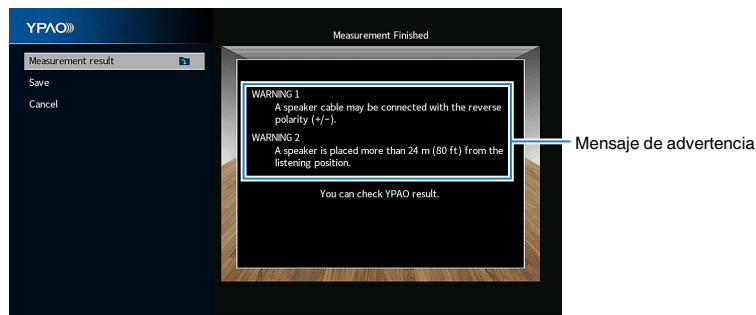 YPAO
Measurement Finished
Measurement result
Save
Cancel
WARNING 1
A speaker cable may be connected with the reverse
polarity (+/-).
WARNING 2
A speaker is placed more than 24 m (80 ft) from the
listening position.
You can check YPAO result.
Mensaje de advertencia